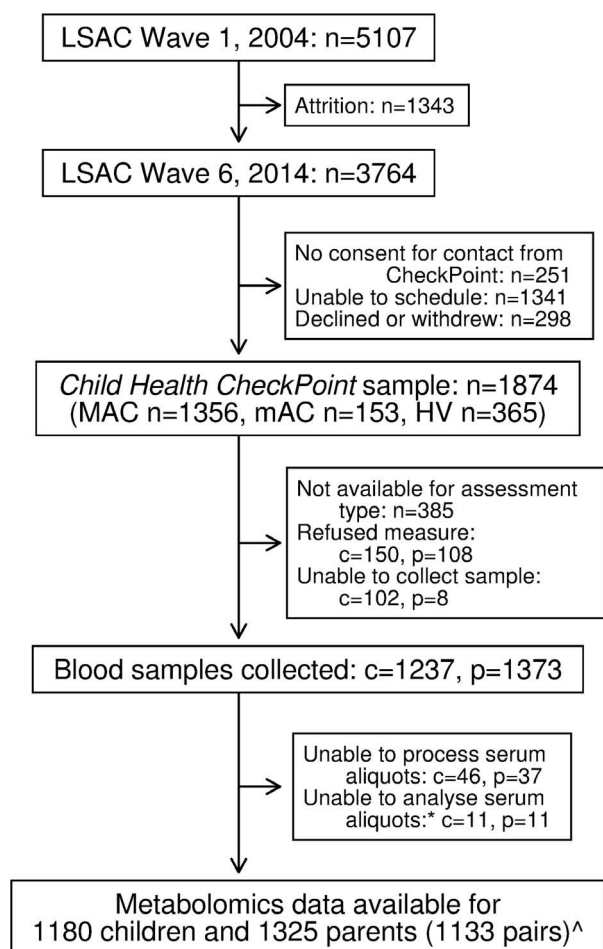 LSAC Wave 1, 2004: n=5107
Attrition: n=1343
LSAC Wave 6, 2014: n=3764
No consent for contact from
CheckPoint: n=251
Unable to schedule: n=1341
Declined or withdrew: n=298
Child Health CheckPoint sample: n=1874
(MAC n=1356, mAC n=153, HV n=365)
Not available for assessment
type: n=385
Refused measure:
c=150, p=108
Unable to collect sample:
c=102, p=8
Blood samples collected: c=1237, p=1373
Unable to process serum
aliquots: c=46, p=37
Unable to analyse serum
aliquots:* c=11, p=11
Metabolomics data available for
1180 children and 1325 parents (1133 pairs)^